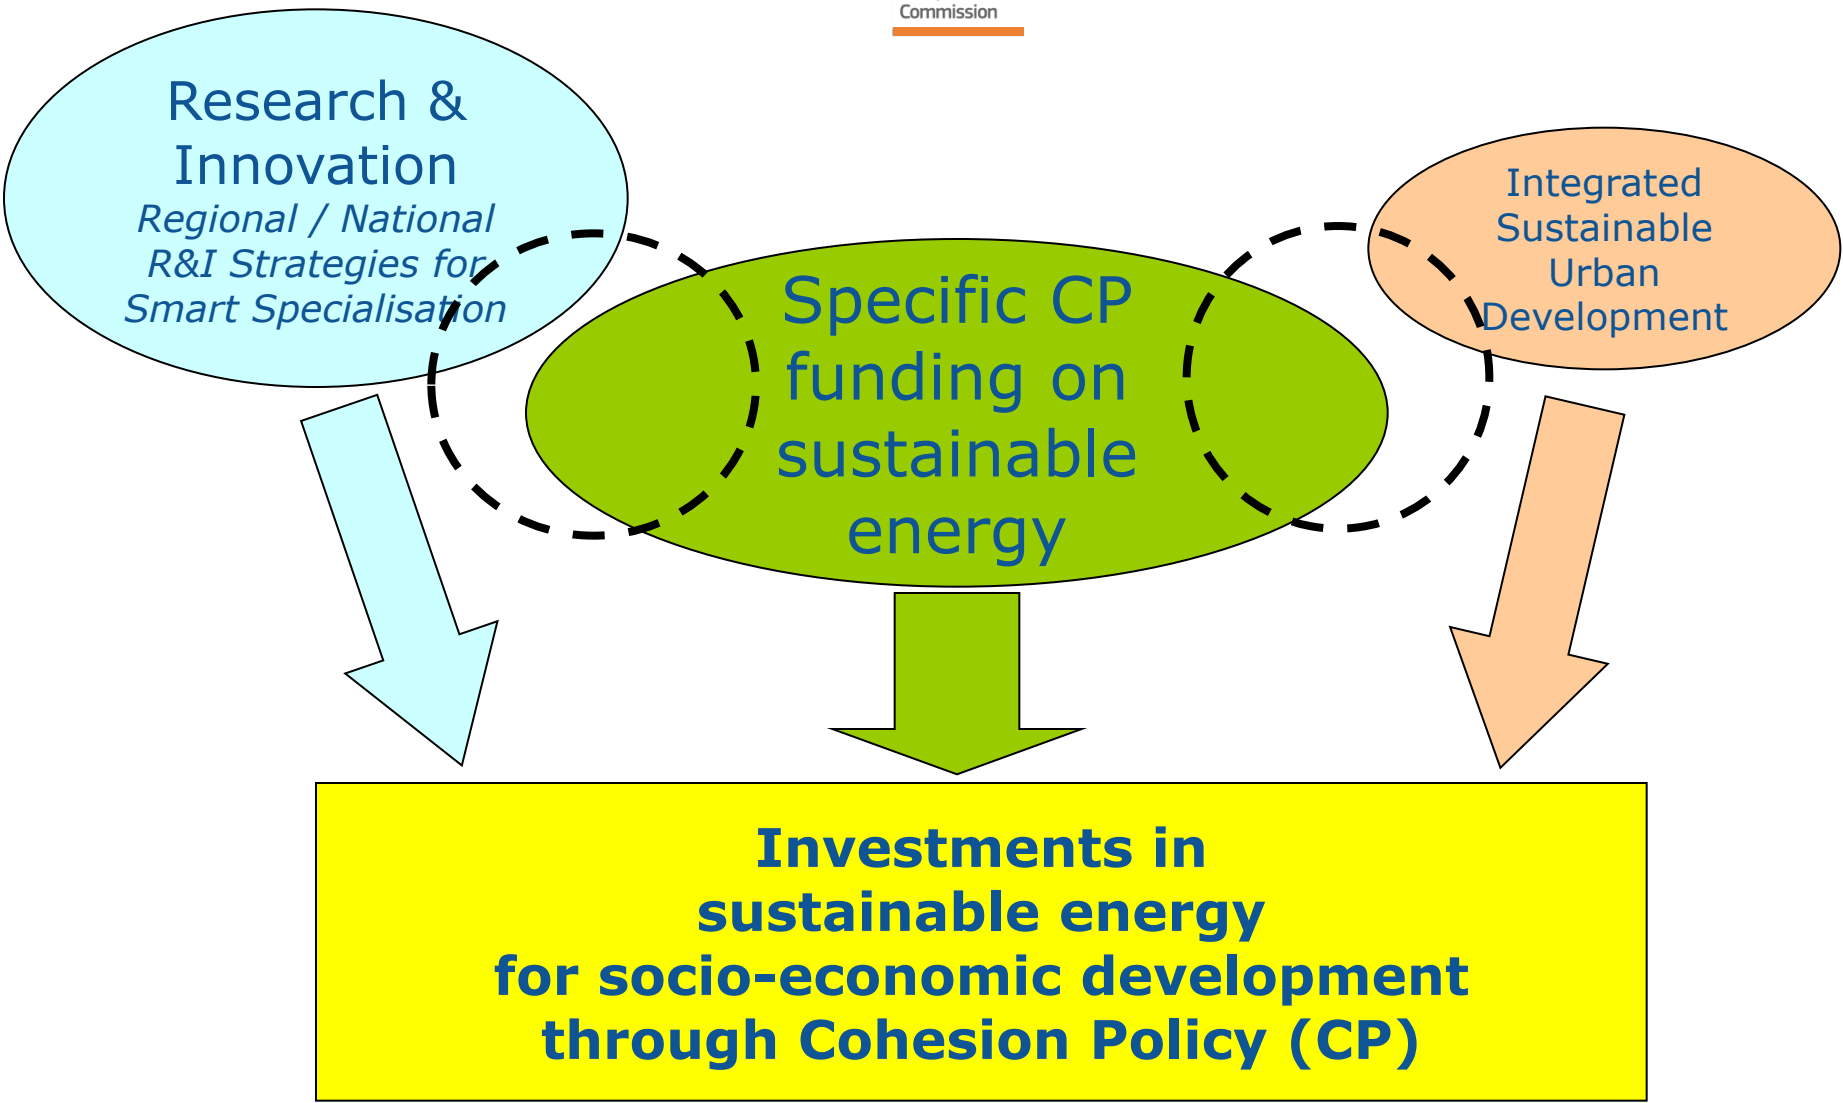 Commission
Research &
Innovation
Regional / National
R&I Strategies for
Smart Specialisation
Specific CP
funding on
sustainable
energy
Integrated
Sustainable
Urban
Development
Investments in
sustainable energy
for socio-economic development
through Cohesion Policy (CP)